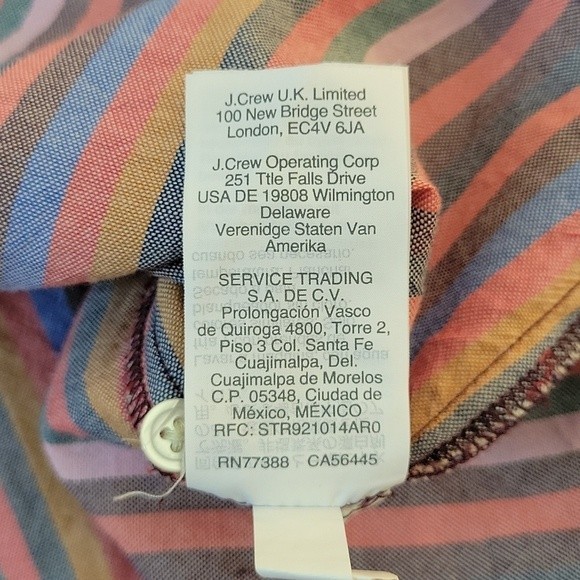 J.Crew U.K. Limited
100 New Bridge Street
London, EC4V 6JA
J.Crew Operating Corp
251 Ttle Falls Drive
USA DE 19808 Wilmington
Delaware
Verenidge Staten Van
Amerika
SERVICE TRADING
S.A. DE C.V.
Prolongación Vasco
de Quiroga 4800, Torre 2,
Piso 3 Col. Santa Fe
Cuajimalpa, Del.
Cuajimalpa de Morelos
C.P. 05348, Ciudad de
México, MÉXICO
RFC: STR921014AR0
RN77388 CA56445